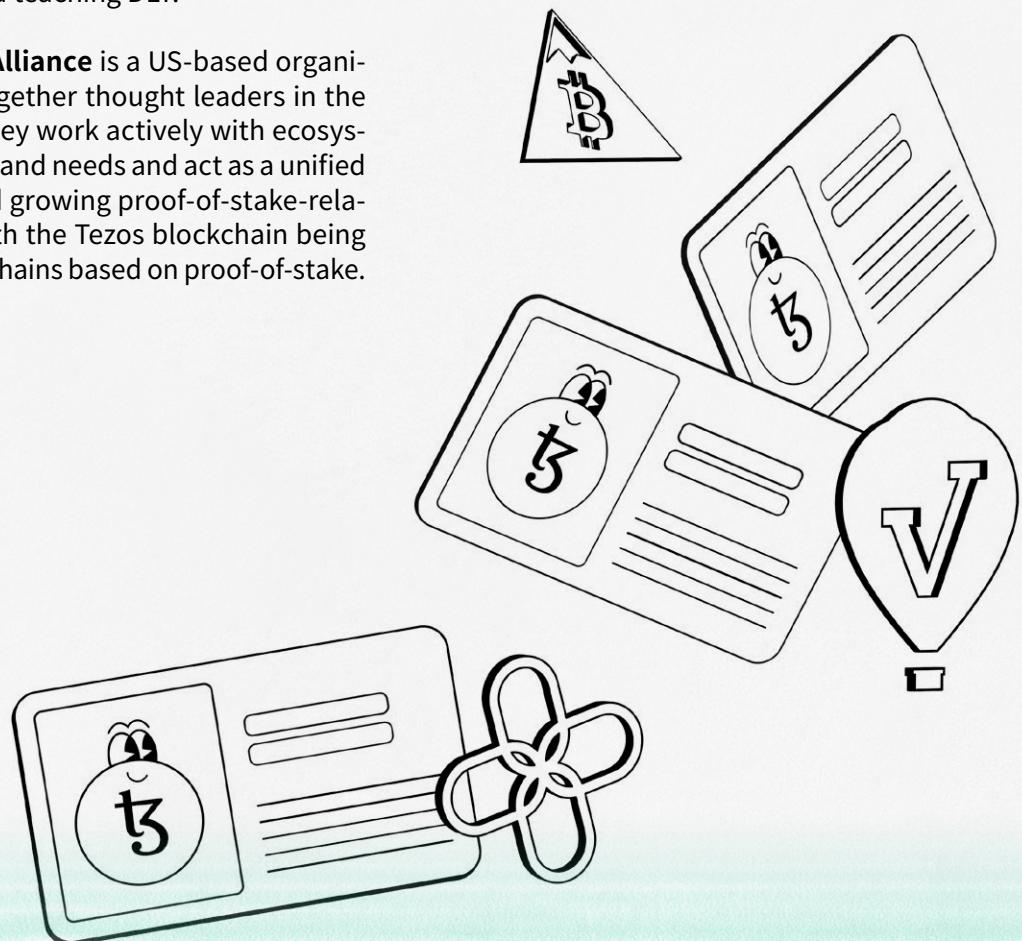 teaching DLT.
Alliance is a US-based organi-
gether thought leaders in the
ey work actively with ecosys-
and needs and act as a unified
growing proof-of-stake-rela-
th the Tezos blockchain being
chains based on proof-of-stake.
B
V